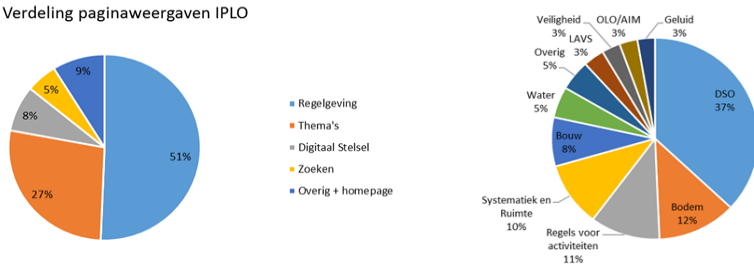 Verdeling paginaweergaven IPLO
9%
5%
8%
27%
51%
Regelgeving
Thema's
Digitaal Stelsel
Zoeken
Overig + homepage
Veiligheid
3%
OLO/AIM
3%
Geluid
3%
LAVS
3%
Overig
5%
Water
5%
Bouw
8%
Systematiek en
Ruimte
10%
Regels voor
activiteiten
11%
Bodem
12%
DSO
37%